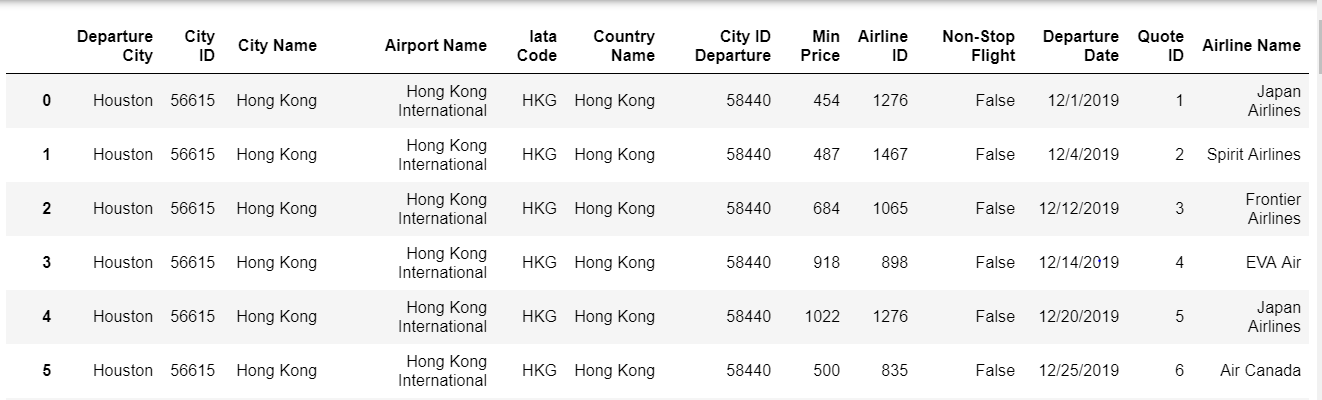 Departure City City ID City Name Airport Name Iata Code Country Name City ID Departure Min Price Airline ID Non-Stop Flight Departure Date Quote ID Airline Name
0 Houston 56615 Hong Kong Hong Kong International HKG Hong Kong 58440 454 1276 False 12/1/2019 1 Japan Airlines
1 Houston 56615 Hong Kong Hong Kong International HKG Hong Kong 58440 487 1467 False 12/4/2019 2 Spirit Airlines
2 Houston 56615 Hong Kong Hong Kong International HKG Hong Kong 58440 684 1065 False 12/12/2019 3 Frontier Airlines
3 Houston 56615 Hong Kong Hong Kong International HKG Hong Kong 58440 918 898 False 12/14/2019 4 EVA Air
4 Houston 56615 Hong Kong Hong Kong International HKG Hong Kong 58440 1022 1276 False 12/20/2019 5 Japan Airlines
5 Houston 56615 Hong Kong Hong Kong International HKG Hong Kong 58440 500 835 False 12/25/2019 6 Air Canada